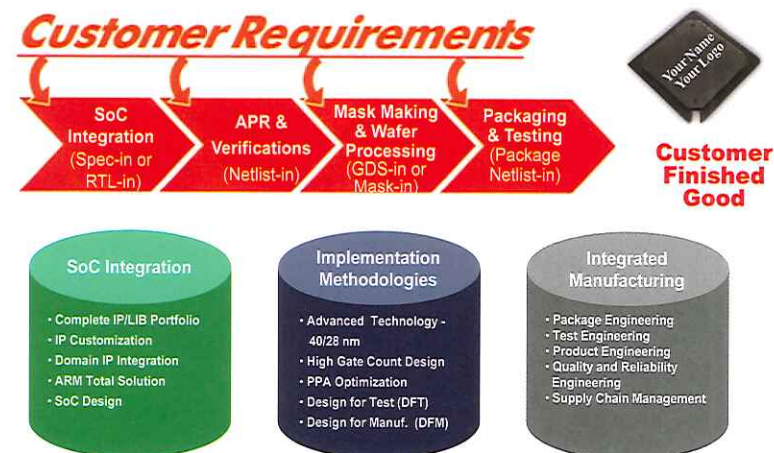 Customer Requirements
Your Name
Your Logo
SoC
Integration
(Spec-in or
RTL-in)
APR &
Verifications
(Netlist-in)
Mask Making
& Wafer
Processing
(GDS-in or
Mask-in)
Packaging
& Testing
(Package
Netlist-in)
Customer
Finished
Good
SoC Integration
• Complete IP/LIB Portfolio
• IP Customization
• Domain IP Integration
• ARM Total Solution
• SoC Design
Implementation
Methodologies
• Advanced Technology -
40/28 nm
• High Gate Count Design
• PPA Optimization
• Design for Test (DFT)
• Design for Manuf. (DFM)
Integrated
Manufacturing
• Package Engineering
• Test Engineering
• Product Engineering
• Quality and Reliability
Engineering
• Supply Chain Management